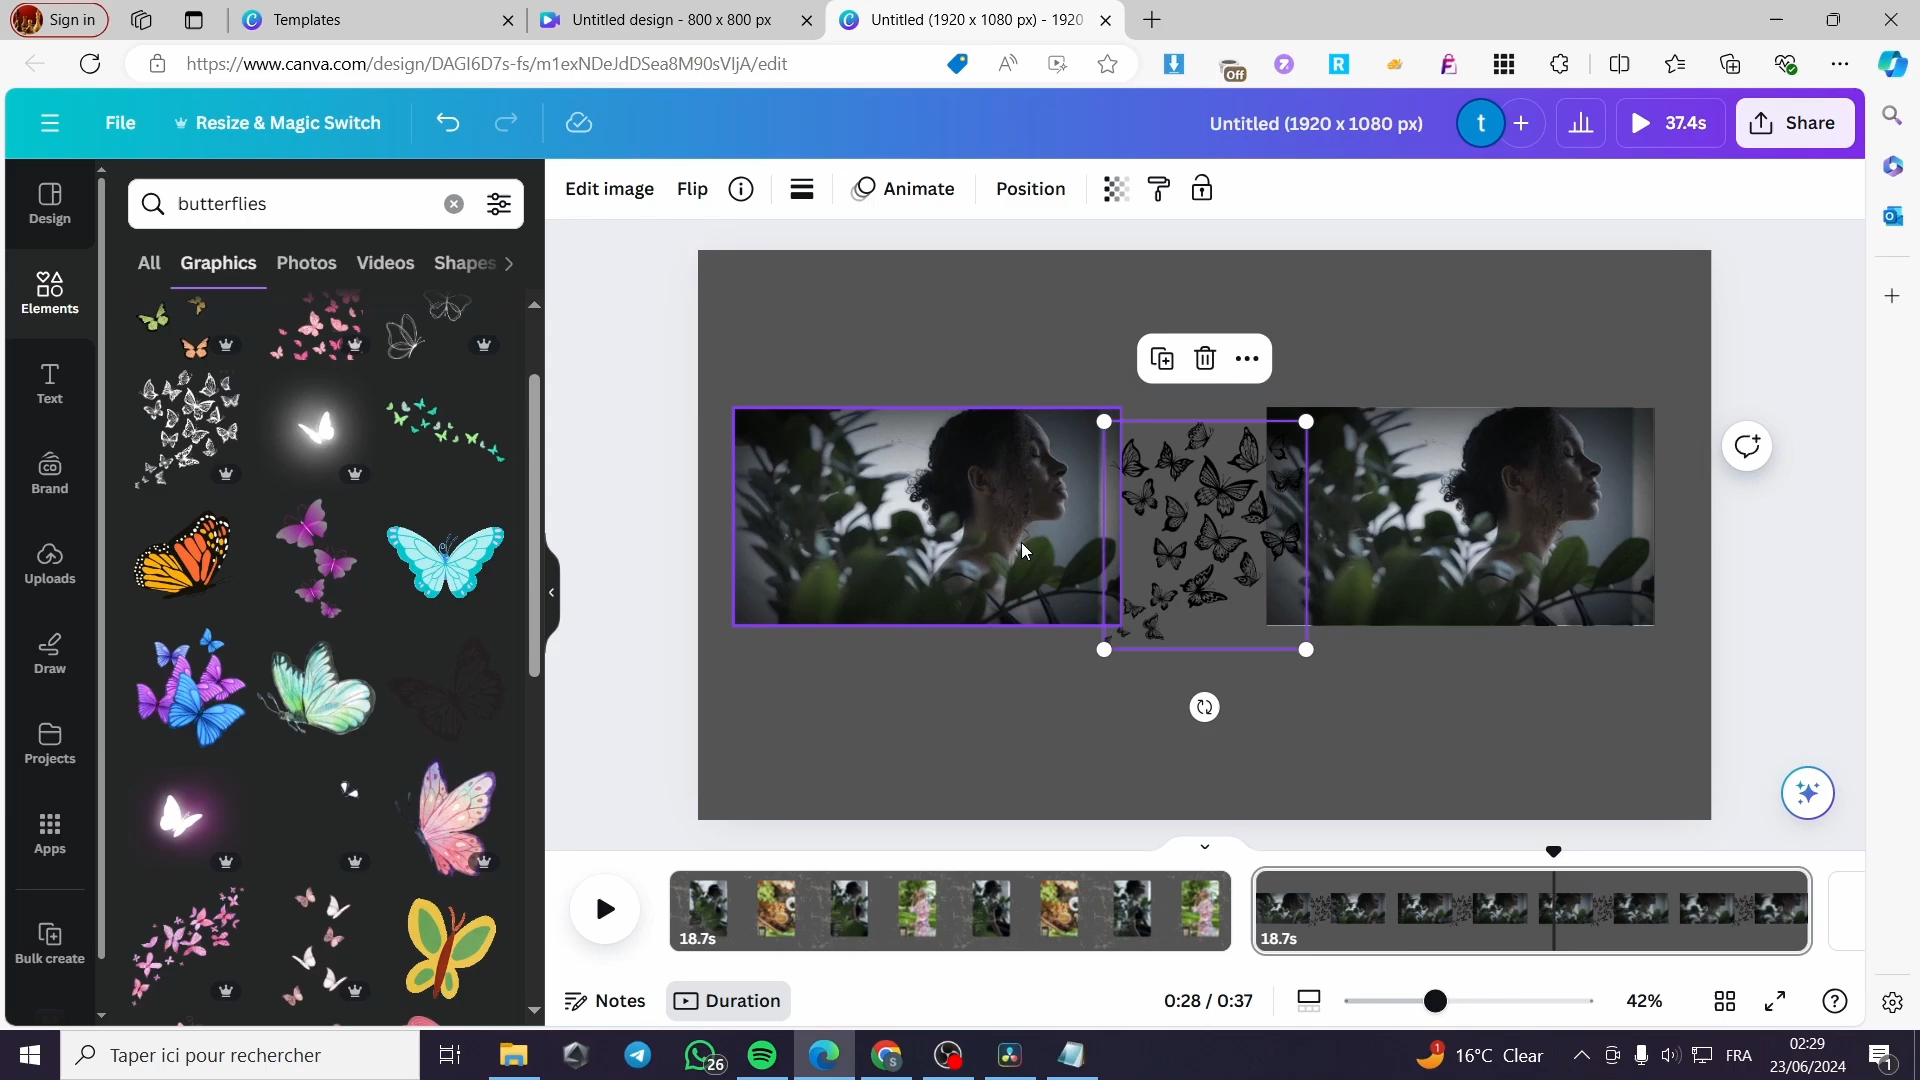 Sign in
Templates
Untitled design - 800 x 800 px
Untitled (1920 x 1080 px) - 1920
https://www.canva.com/design/DAGI6D7s-fs/m1exNDeJdDSea8M90sVljA/edit
Off
File
Resize & Magic Switch
Untitled (1920 x 1080 px)
t
37.4s
Share
Design
Elements
Text
Brand
Uploads
Draw
Projects
Apps
Bulk create
butterflies
All
Graphics
Photos
Videos
Shapes
Edit image
Flip
Animate
Position
18.7s
18.7s
Notes
Duration
0:28 / 0:37
42%
Taper ici pour rechercher
26
1
16°C Clear
FRA
02:29
23/06/2024
1